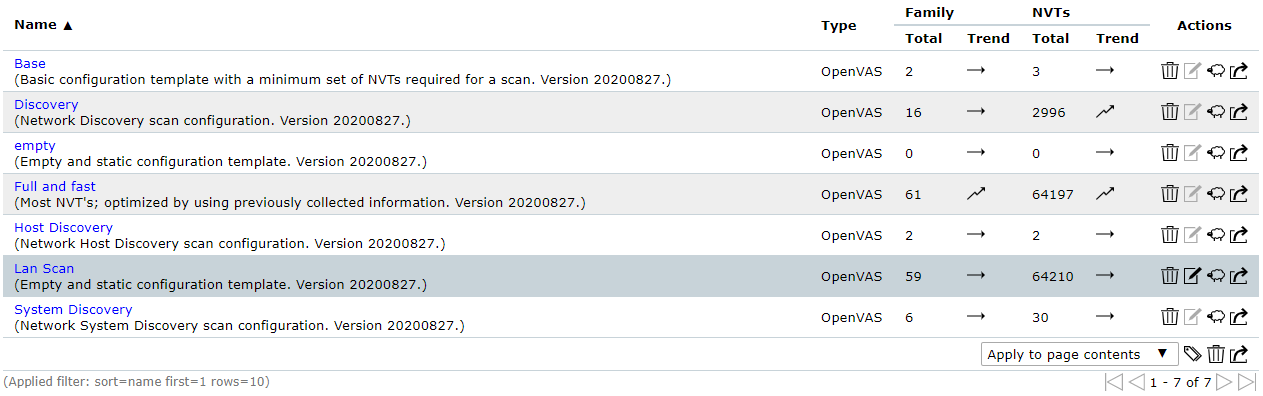 Name ▲ Type Family NVTs Actions
Total Trend Total Trend
Base
(Basic configuration template with a minimum set of NVTs required for a scan. Version 20200827.) OpenVAS 2 3
Discovery
(Network Discovery scan configuration. Version 20200827.) OpenVAS 16 2996
empty
(Empty and static configuration template. Version 20200827.) OpenVAS 0 0
Full and fast
(Most NVT's; optimized by using previously collected information. Version 20200827.) OpenVAS 61 64197
Host Discovery
(Network Host Discovery scan configuration. Version 20200827.) OpenVAS 2 2
Lan Scan
(Empty and static configuration template. Version 20200827.) OpenVAS 59 64210
System Discovery
(Network System Discovery scan configuration. Version 20200827.) OpenVAS 6 30
Apply to page contents ▼
(Applied filter: sort=name first=1 rows=10) 1 - 7 of 7